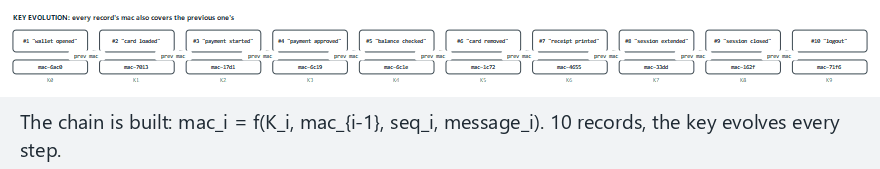 KEY EVOLUTION: every record's mac also covers the previous one's
#1 "wallet opened" #2 "card loaded" #3 "payment started" #4 "payment approved" #5 "balance checked" #6 "card removed" #7 "receipt printed" #8 "session extended" #9 "session closed" #10 "logout"
prev mac prev mac prev mac prev mac prev mac prev mac prev mac prev mac prev mac
mac-6ac0 mac-7013 mac-17d1 mac-6c19 mac-6c1e mac-1c72 mac-4655 mac-33dd mac-162f mac-71f6
K0 K1 K2 K3 K4 K5 K6 K7 K8 K9
The chain is built: mac_i = f(K_i, mac_{i-1}, seq_i, message_i). 10 records, the key evolves every
step.